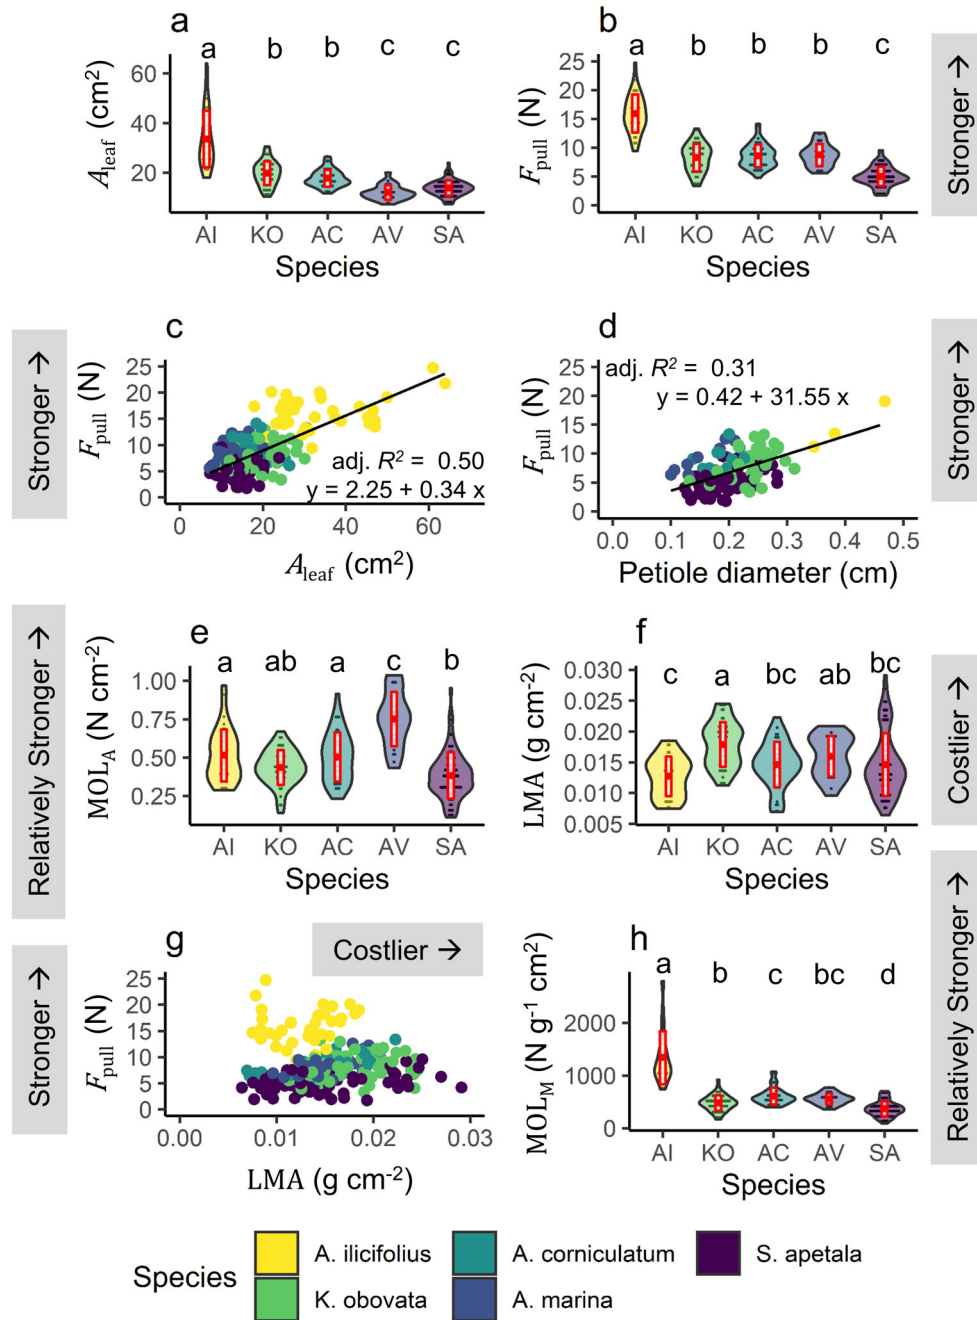 a
a b b c c
A_leaf (cm²)
60
40
20
AI KO AC AV SA
Species
b
a b b b c
F_pull (N)
25
20
15
10
5
0
AI KO AC AV SA
Species
Stronger →
Stronger →
c
F_pull (N)
25
20
15
10
5
0
adj. R² = 0.50
y = 2.25 + 0.34 x
0 20 40 60
A_leaf (cm²)
d
adj. R² = 0.31
y = 0.42 + 31.55 x
F_pull (N)
25
20
15
10
5
0
0.0 0.1 0.2 0.3 0.4 0.5
Petiole diameter (cm)
Stronger →
Relatively Stronger →
e
a ab a c b
MOL_A (N cm⁻²)
1.00
0.75
0.50
0.25
AI KO AC AV SA
Species
f
c a bc ab bc
LMA (g cm⁻²)
0.030
0.025
0.020
0.015
0.010
0.005
AI KO AC AV SA
Species
Costlier →
Stronger →
g
Costlier →
F_pull (N)
25
20
15
10
5
0
0.00 0.01 0.02 0.03
LMA (g cm⁻²)
h
a b c bc d
MOL_M (N g⁻¹ cm²)
2000
1000
0
AI KO AC AV SA
Species
Relatively Stronger →
Species
A. ilicifolius
A. corniculatum
S. apetala
K. obovata
A. marina